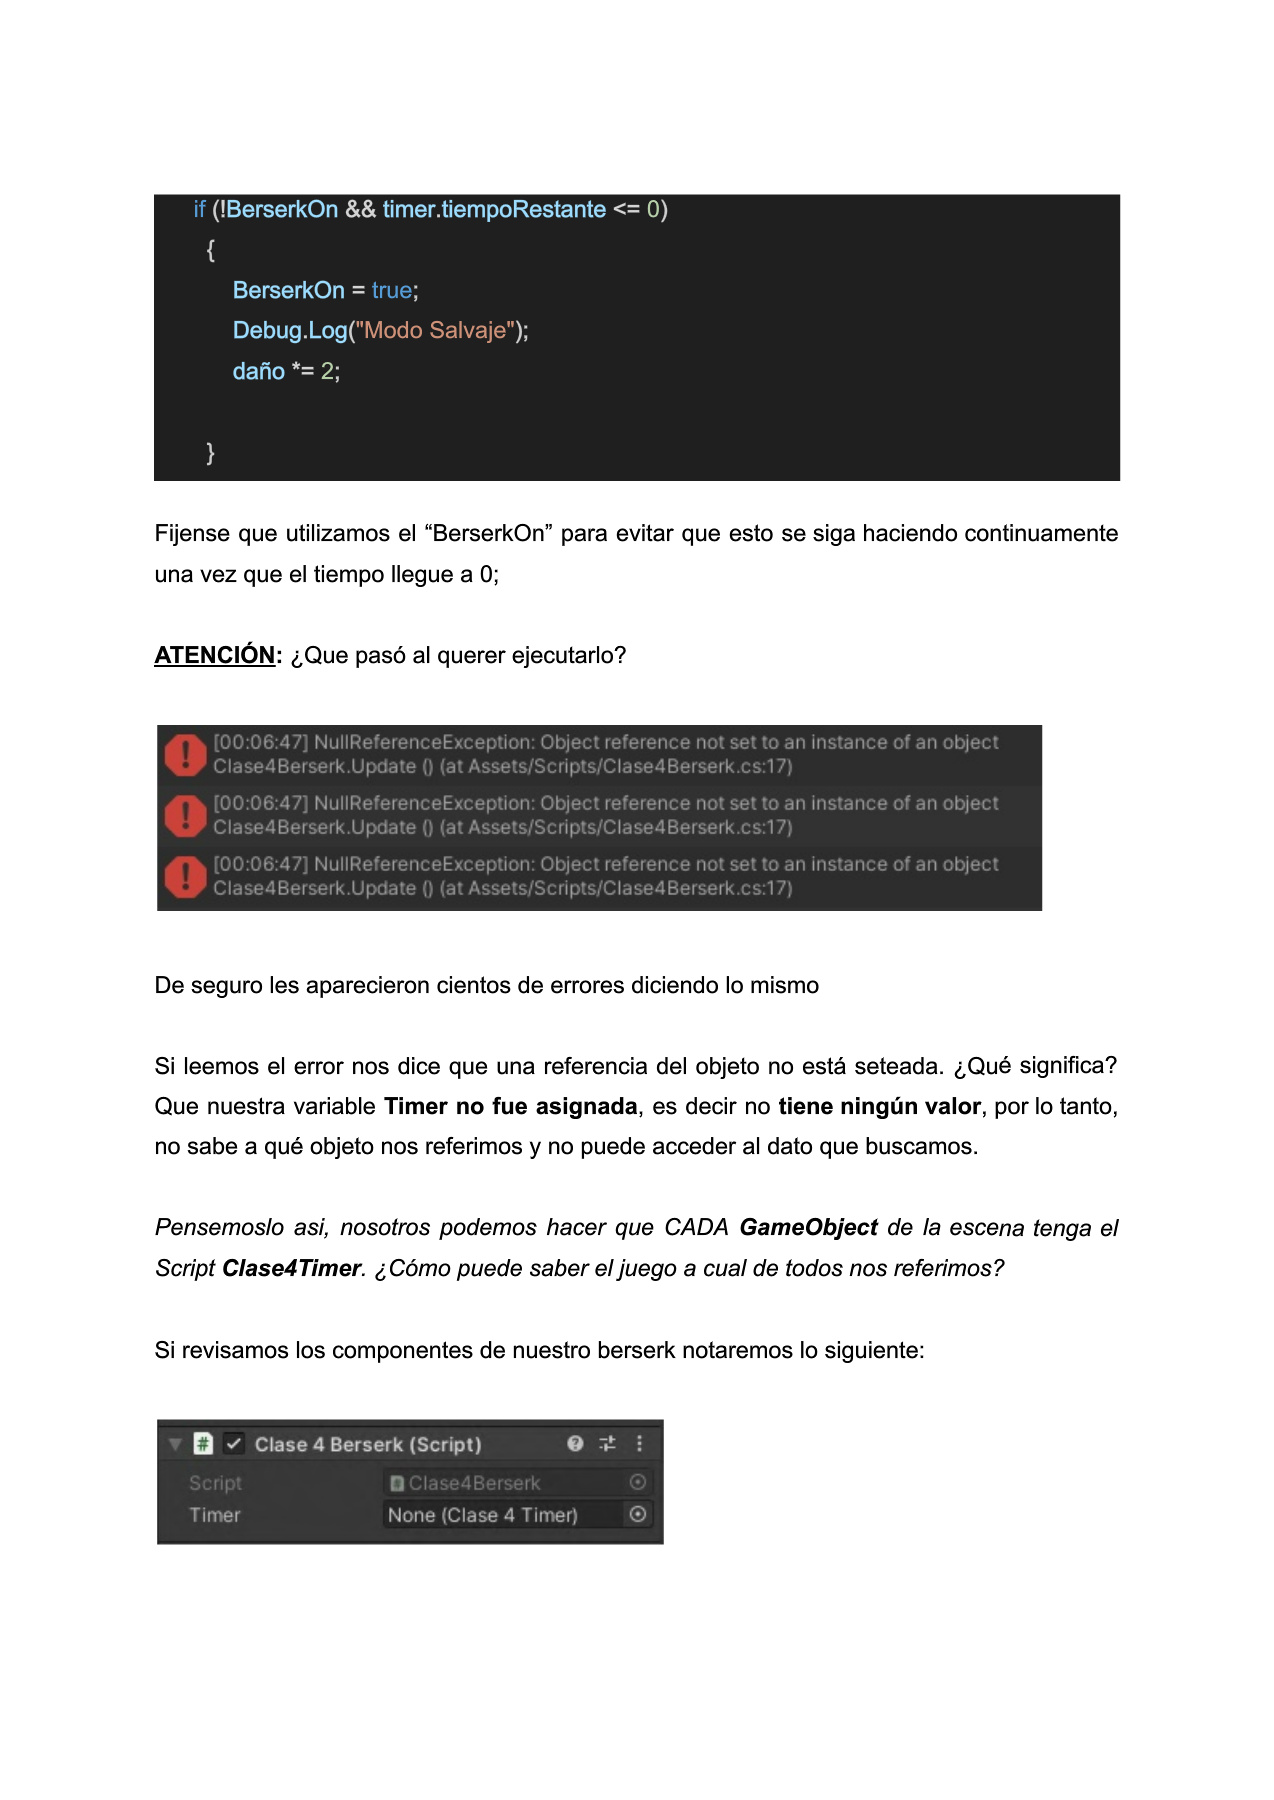 if (!BerserkOn && timer.tiempoRestante <= 0)
{
BerserkOn = true;
Debug.Log("Modo Salvaje");
daño *= 2;
}
Fijense que utilizamos el “BerserkOn” para evitar que esto se siga haciendo continuamente
una vez que el tiempo llegue a 0;
ATENCIÓN: ¿Que pasó al querer ejecutarlo?
[00:06:47] NullReferenceException: Object reference not set to an instance of an object
Clase4Berserk.Update () (at Assets/Scripts/Clase4Berserk.cs:17)
[00:06:47] NullReferenceException: Object reference not set to an instance of an object
Clase4Berserk.Update () (at Assets/Scripts/Clase4Berserk.cs:17)
[00:06:47] NullReferenceException: Object reference not set to an instance of an object
Clase4Berserk.Update () (at Assets/Scripts/Clase4Berserk.cs:17)
De seguro les aparecieron cientos de errores diciendo lo mismo
Si leemos el error nos dice que una referencia del objeto no está seteada. ¿Qué significa?
Que nuestra variable Timer no fue asignada, es decir no tiene ningún valor, por lo tanto,
no sabe a qué objeto nos referimos y no puede acceder al dato que buscamos.
Pensemoslo asi, nosotros podemos hacer que CADA GameObject de la escena tenga el
Script Clase4Timer. ¿Cómo puede saber el juego a cual de todos nos referimos?
Si revisamos los componentes de nuestro berserk notaremos lo siguiente:
# Clase 4 Berserk (Script)
Script Clase4Berserk
Timer None (Clase 4 Timer)